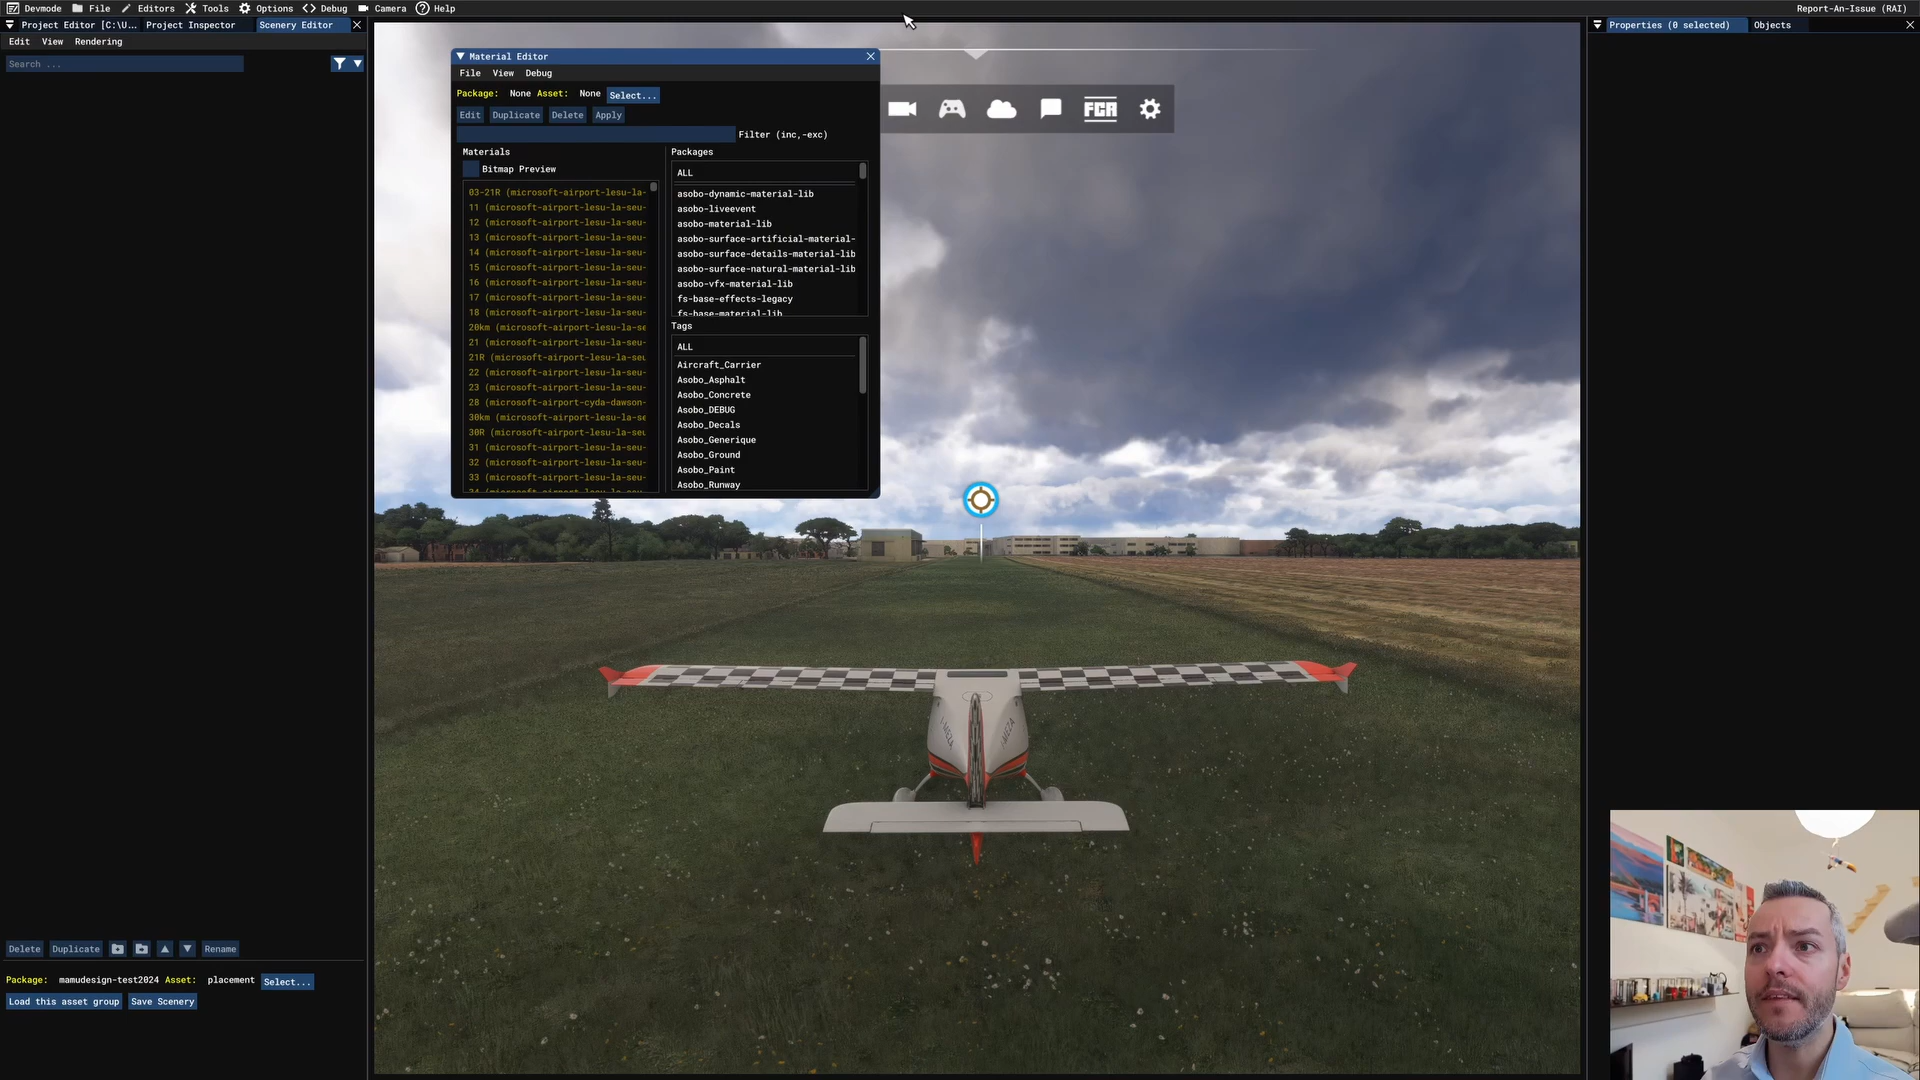 Devmode File Editors Tools Options Debug Camera Help Report-An-Issue (RAI)
Project Editor [C:\U... Project Inspector Scenery Editor
Edit View Rendering
Search ...
Material Editor
File View Debug
Package: None Asset: None Select...
Edit Duplicate Delete Apply
Filter (inc,-exc)
Materials
Bitmap Preview
03-21R (microsoft-airport-lesu-la-
11 (microsoft-airport-lesu-la-seu-
12 (microsoft-airport-lesu-la-seu-
13 (microsoft-airport-lesu-la-seu-
14 (microsoft-airport-lesu-la-seu-
15 (microsoft-airport-lesu-la-seu-
16 (microsoft-airport-lesu-la-seu-
17 (microsoft-airport-lesu-la-seu-
18 (microsoft-airport-lesu-la-seu-
20km (microsoft-airport-lesu-la-se
21 (microsoft-airport-lesu-la-seu-
21R (microsoft-airport-lesu-la-seu
22 (microsoft-airport-lesu-la-seu-
23 (microsoft-airport-lesu-la-seu-
28 (microsoft-airport-cyda-dawson-
30km (microsoft-airport-lesu-la-se
30R (microsoft-airport-lesu-la-seu
31 (microsoft-airport-lesu-la-seu-
32 (microsoft-airport-lesu-la-seu-
33 (microsoft-airport-lesu-la-seu-
Packages
ALL
asobo-dynamic-material-lib
asobo-liveevent
asobo-material-lib
asobo-surface-artificial-material-
asobo-surface-details-material-lib
asobo-surface-natural-material-lib
asobo-vfx-material-lib
fs-base-effects-legacy
fs-base-material-lib
Tags
ALL
Aircraft_Carrier
Asobo_Asphalt
Asobo_Concrete
Asobo_DEBUG
Asobo_Decals
Asobo_Generique
Asobo_Ground
Asobo_Paint
Asobo_Runway
FCR
Properties (0 selected) Objects
Delete Duplicate Rename
Package: mamudesign-test2024 Asset: placement Select...
Load this asset group Save Scenery